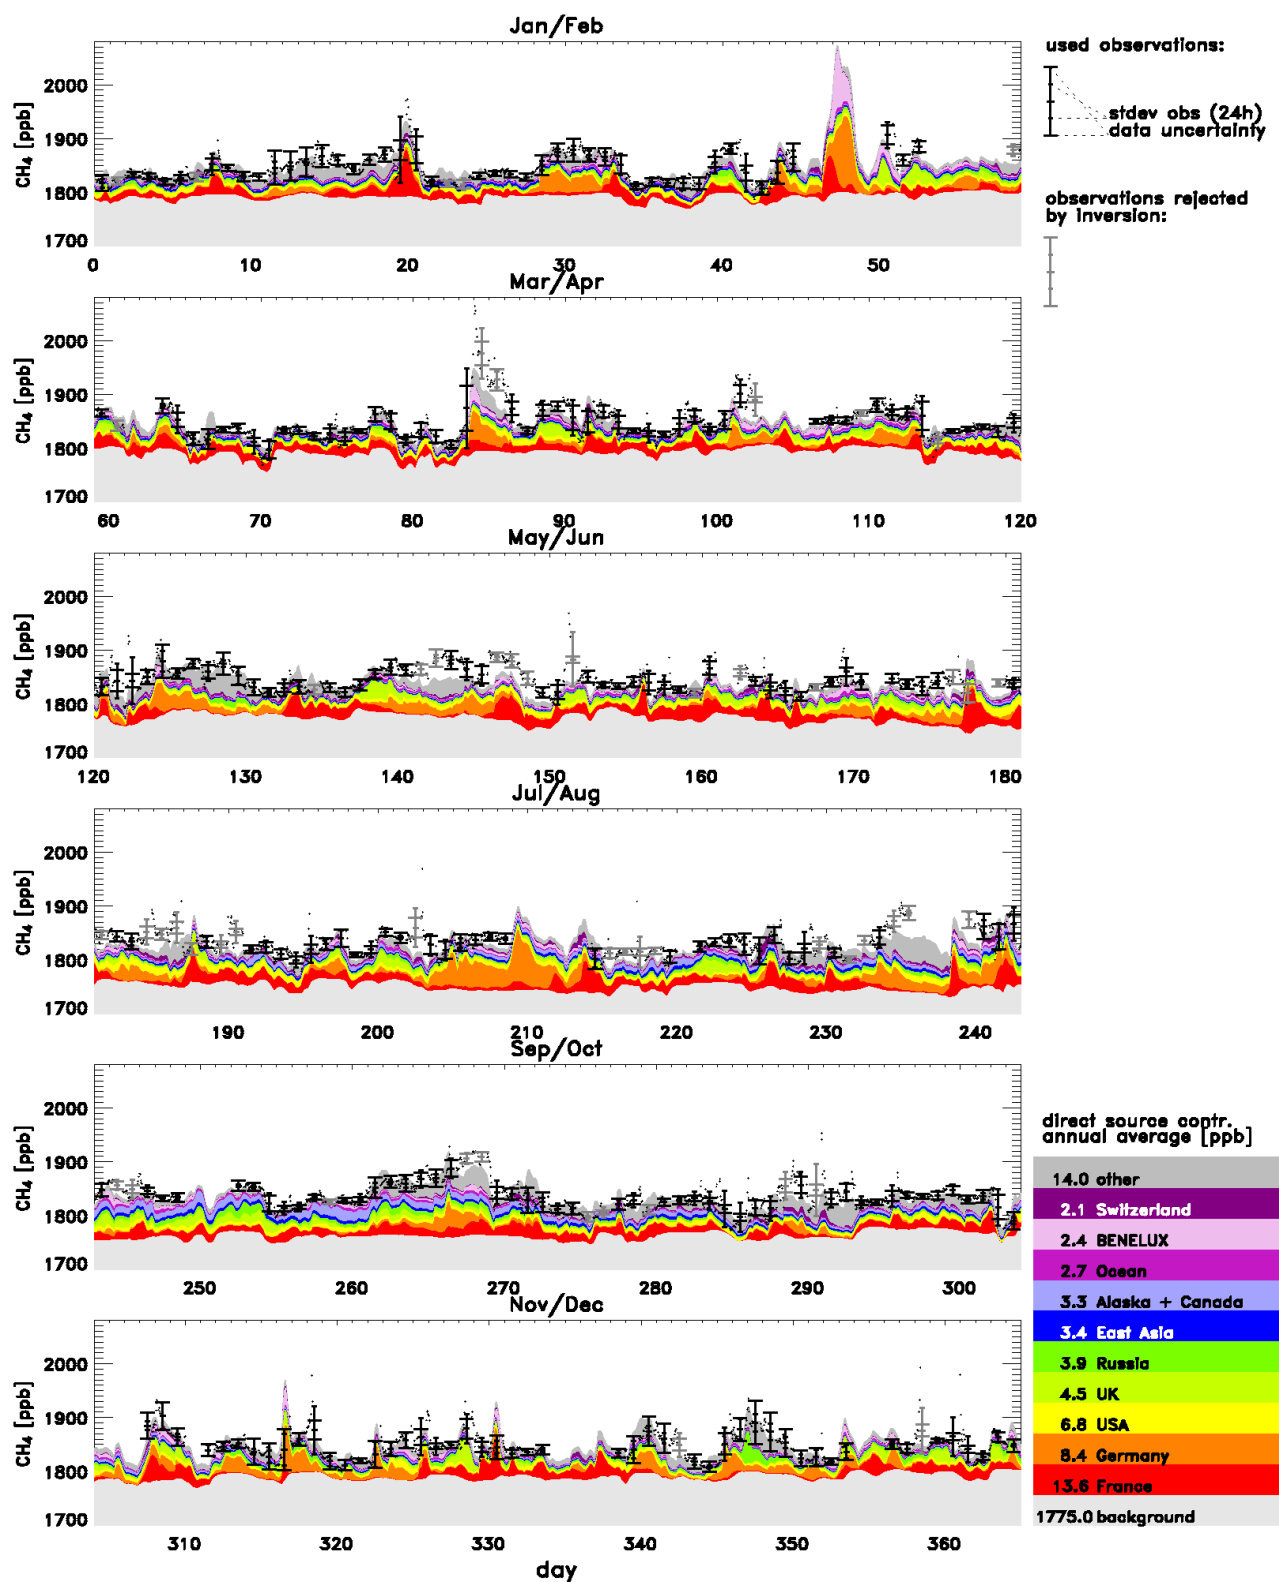 Jan/Feb
CH₄ [ppb]
2000
1900
1800
1700
0 10 20 30 40 50
used observations:
stdev obs (24h)
data uncertainty
observations rejected
by inversion:
Mar/Apr
CH₄ [ppb]
2000
1900
1800
1700
60 70 80 90 100 110 120
May/Jun
CH₄ [ppb]
2000
1900
1800
1700
120 130 140 150 160 170 180
Jul/Aug
CH₄ [ppb]
2000
1900
1800
1700
190 200 210 220 230 240
Sep/Oct
CH₄ [ppb]
2000
1900
1800
1700
250 260 270 280 290 300
Nov/Dec
CH₄ [ppb]
2000
1900
1800
1700
310 320 330 340 350 360
day
direct source contr.
annual average [ppb]
14.0 other
2.1 Switzerland
2.4 BENELUX
2.7 Ocean
3.3 Alaska + Canada
3.4 East Asia
3.9 Russia
4.5 UK
6.8 USA
8.4 Germany
13.6 France
1775.0 background